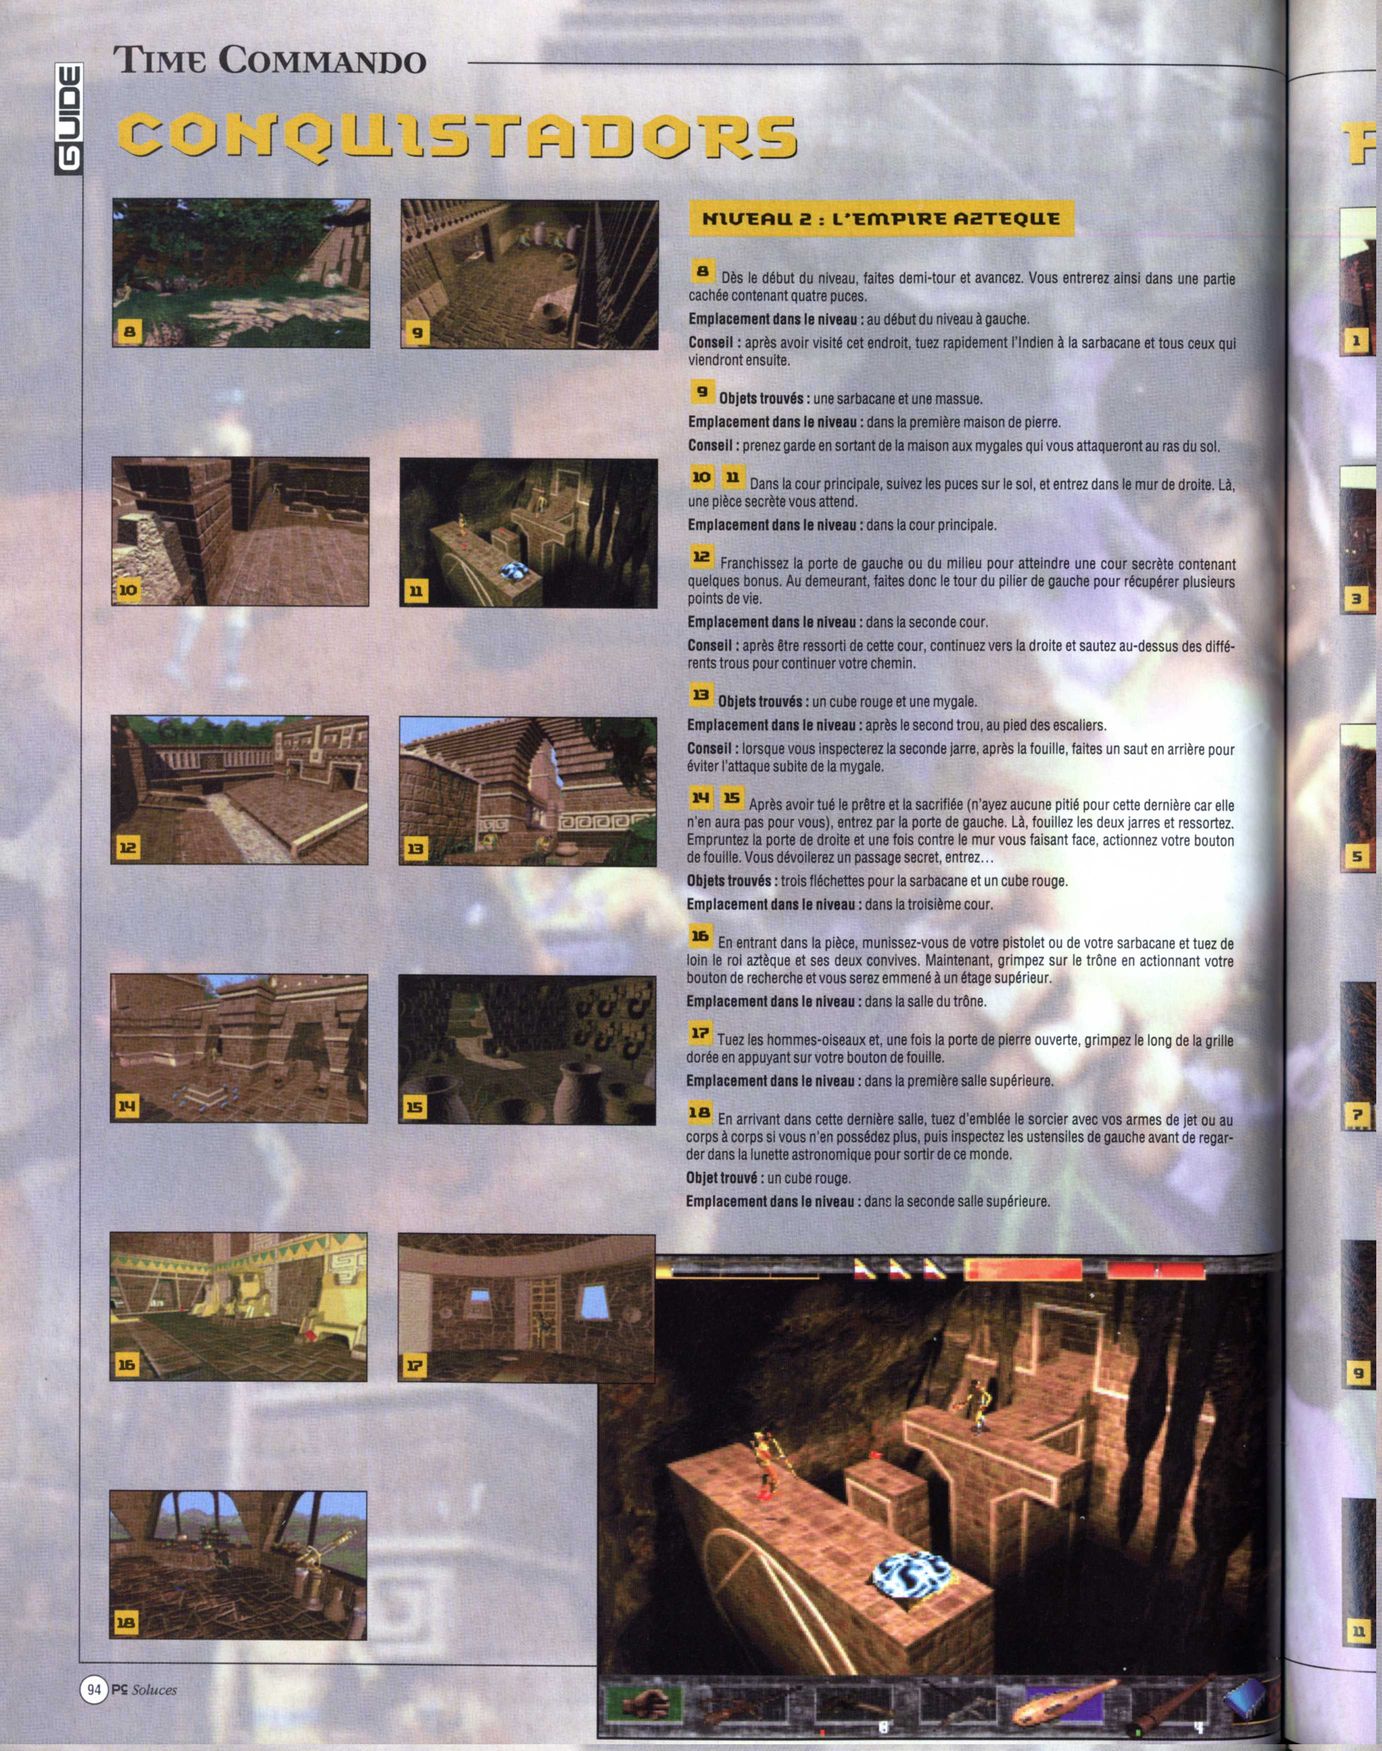 TIME COMMANDO
GUIDE
CONQUISTADORS
NIVEAU 2 : L'EMPIRE AZTEQUE
8 Dès le début du niveau, faites demi-tour et avancez. Vous entrerez ainsi dans une partie
cachée contenant quatre puces.
Emplacement dans le niveau : au début du niveau à gauche.
Conseil : après avoir visité cet endroit, tuez rapidement l'Indien à la sarbacane et tous ceux qui
viendront ensuite.
9 Objets trouvés : une sarbacane et une massue.
Emplacement dans le niveau : dans la première maison de pierre.
Conseil : prenez garde en sortant de la maison aux mygales qui vous attaqueront au ras du sol.
10 11 Dans la cour principale, suivez les puces sur le sol, et entrez dans le mur de droite. Là,
une pièce secrète vous attend.
Emplacement dans le niveau : dans la cour principale.
12 Franchissez la porte de gauche ou du milieu pour atteindre une cour secrète contenant
quelques bonus. Au demeurant, faites donc le tour du pilier de gauche pour récupérer plusieurs
points de vie.
Emplacement dans le niveau : dans la seconde cour.
Conseil : après être ressorti de cette cour, continuez vers la droite et sautez au-dessus des diffé-
rents trous pour continuer votre chemin.
13 Objets trouvés : un cube rouge et une mygale.
Emplacement dans le niveau : après le second trou, au pied des escaliers.
Conseil : lorsque vous inspecterez la seconde jarre, après la fouille, faites un saut en arrière pour
éviter l'attaque subite de la mygale.
14 15 Après avoir tué le prêtre et la sacrifiée (n'ayez aucune pitié pour cette dernière car elle
n'en aura pas pour vous), entrez par la porte de gauche. Là, fouillez les deux jarres et ressortez.
Empruntez la porte de droite et une fois contre le mur vous faisant face, actionnez votre bouton
de fouille. Vous dévoilerez un passage secret, entrez...
Objets trouvés : trois fléchettes pour la sarbacane et un cube rouge.
Emplacement dans le niveau : dans la troisième cour.
16 En entrant dans la pièce, munissez-vous de votre pistolet ou de votre sarbacane et tuez de
loin le roi aztèque et ses deux convives. Maintenant, grimpez sur le trône en actionnant votre
bouton de recherche et vous serez emmené à un étage supérieur.
Emplacement dans le niveau : dans la salle du trône.
17 Tuez les hommes-oiseaux et, une fois la porte de pierre ouverte, grimpez le long de la grille
dorée en appuyant sur votre bouton de fouille.
Emplacement dans le niveau : dans la première salle supérieure.
18 En arrivant dans cette dernière salle, tuez d'emblée le sorcier avec vos armes de jet ou au
corps à corps si vous n'en possédez plus, puis inspectez les ustensiles de gauche avant de regar-
der dans la lunette astronomique pour sortir de ce monde.
Objet trouvé : un cube rouge.
Emplacement dans le niveau : dans la seconde salle supérieure.
8
9
10
11
12
13
14
15
16
17
18
8
4
94 PC Soluces
1
3
5
7
9
11